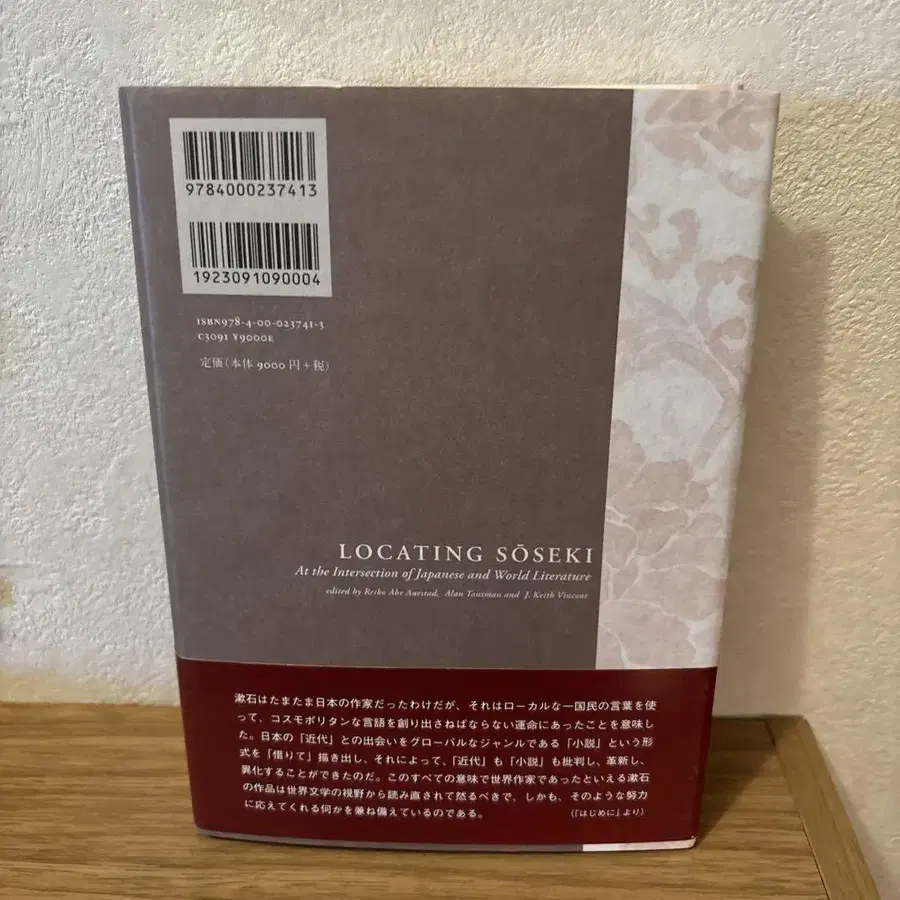 9784000237413
1923091090004
ISBN978-4-00-023741-3
C3091 ¥9000E
定価(本体 9000 円+税)
LOCATING SŌSEKI
At the Intersection of Japanese and World Literature
edited by Reiko Abe Auestad, Alan Tansman and J. Keith Vincent
漱石はたまたま日本の作家だったわけだが、それはローカルな一国民の言葉を使
って、コスモポリタンな言語を創り出さねばならない運命にあったことを意味し
た。日本の「近代」との出会いをグローバルなジャンルである「小説」という形
式を「借りて」描き出し、それによって、「近代」も「小説」も批判し、革新し、
異化することができたのだ。このすべての意味で世界作家であったといえる漱石
の作品は世界文学の視野から読み直されて然るべきで、しかも、そのような努力
に応えてくれる何かを兼ね備えているのである。
(「はじめに」より)